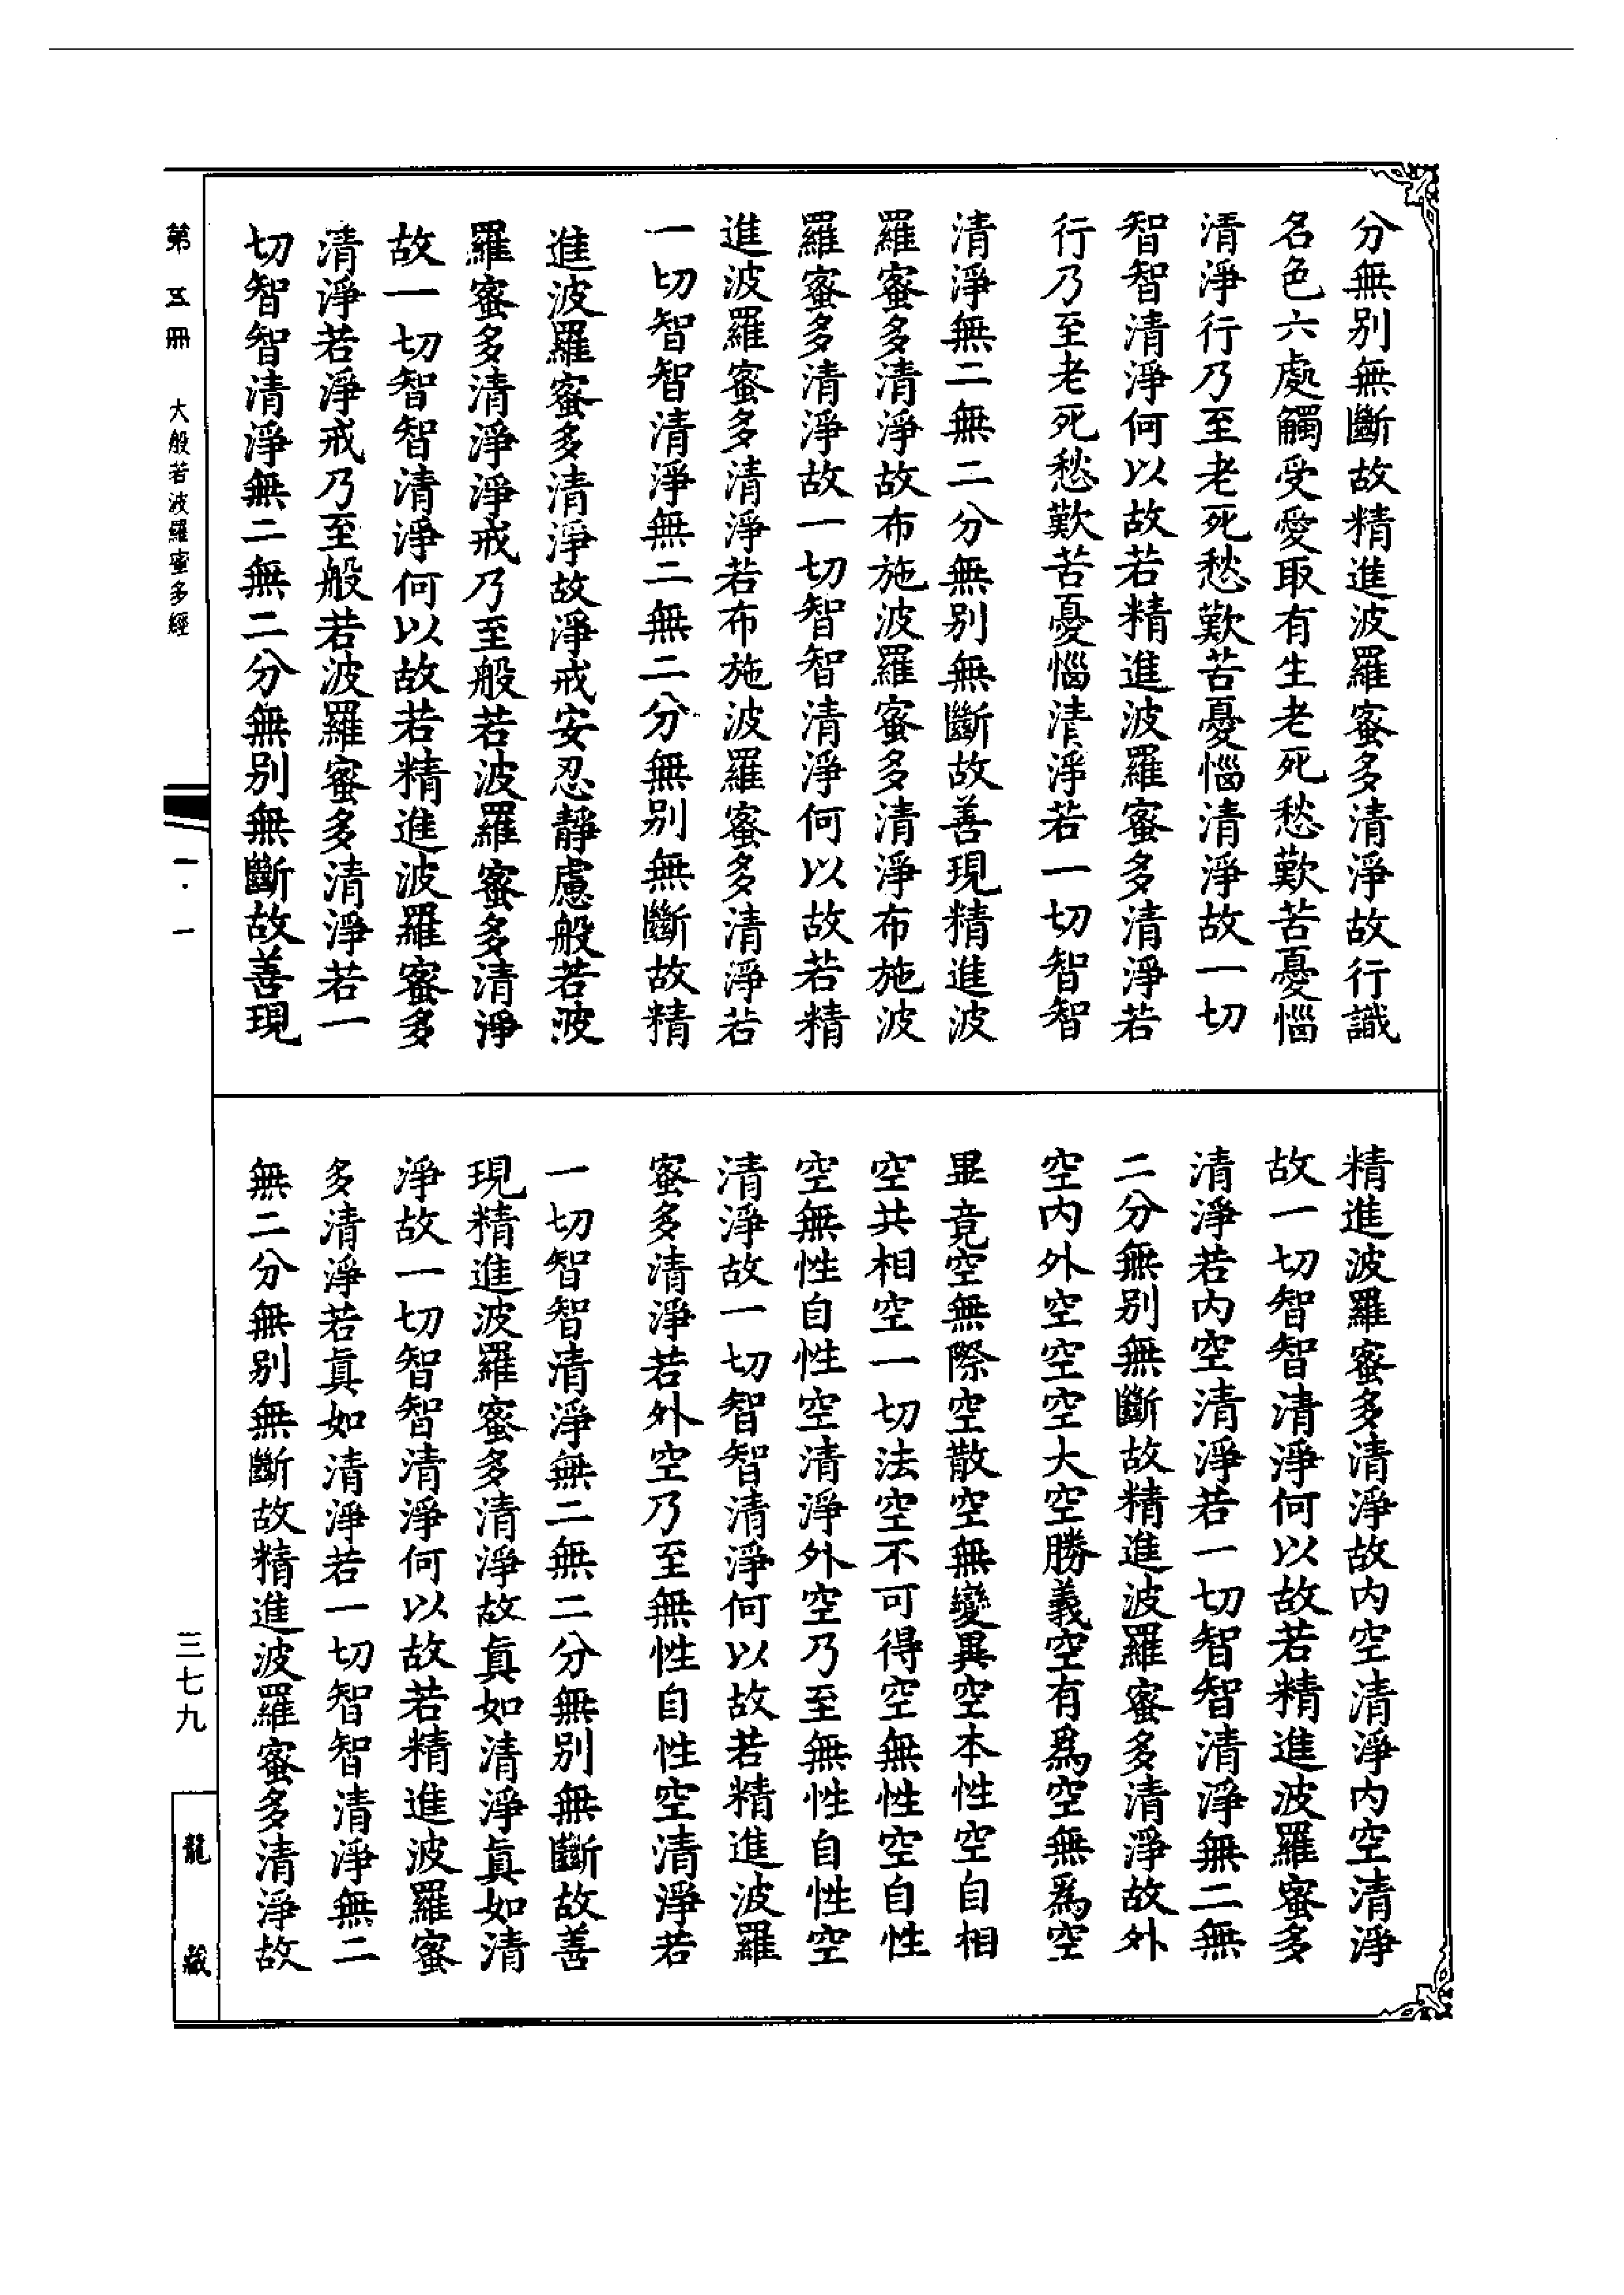 分無别無斷故精進波羅蜜多清淨故行識
名色六處觸受愛取有生老死愁歎苦憂惱
清淨行乃至老死愁歎苦憂惱清淨故一切
智智清淨何以故若精進波羅蜜多清淨若
行乃至老死愁歎苦憂惱清淨若一切智智
清淨無二無二分無别無斷故善現精進波
羅蜜多清淨故布施波羅蜜多清淨布施波
羅蜜多清淨故一切智智清淨何以故若精
進波羅蜜多清淨若布施波羅蜜多清淨若
一切智智清淨無二無二分無别無斷故精
進波羅蜜多清淨故淨戒安忍靜慮般若波
羅蜜多清淨淨戒乃至般若波羅蜜多清淨
故一切智智清淨何以故若精進波羅蜜多
清淨若淨戒乃至般若波羅蜜多清淨若一
切智智清淨無二無二分無别無斷故善現
精進波羅蜜多清淨故内空清淨内空清淨
故一切智智清淨何以故若精進波羅蜜多
清淨若内空清淨若一切智智清淨無二無
二分無别無斷故精進波羅蜜多清淨故外
空内外空空空大空勝義空有爲空無爲空
畢竟空無際空散空無變異空本性空自相
空共相空一切法空不可得空無性空自性
空無性自性空清淨外空乃至無性自性空
清淨故一切智智清淨何以故若精進波羅
蜜多清淨若外空乃至無性自性空清淨若
一切智智清淨無二無二分無别無斷故善
現精進波羅蜜多清淨故眞如清淨眞如清
淨故一切智智清淨何以故若精進波羅蜜
多清淨若眞如清淨若一切智智清淨無二
無二分無别無斷故精進波羅蜜多清淨故
第五冊 大般若波羅蜜多經 一·一
三七九
龍藏